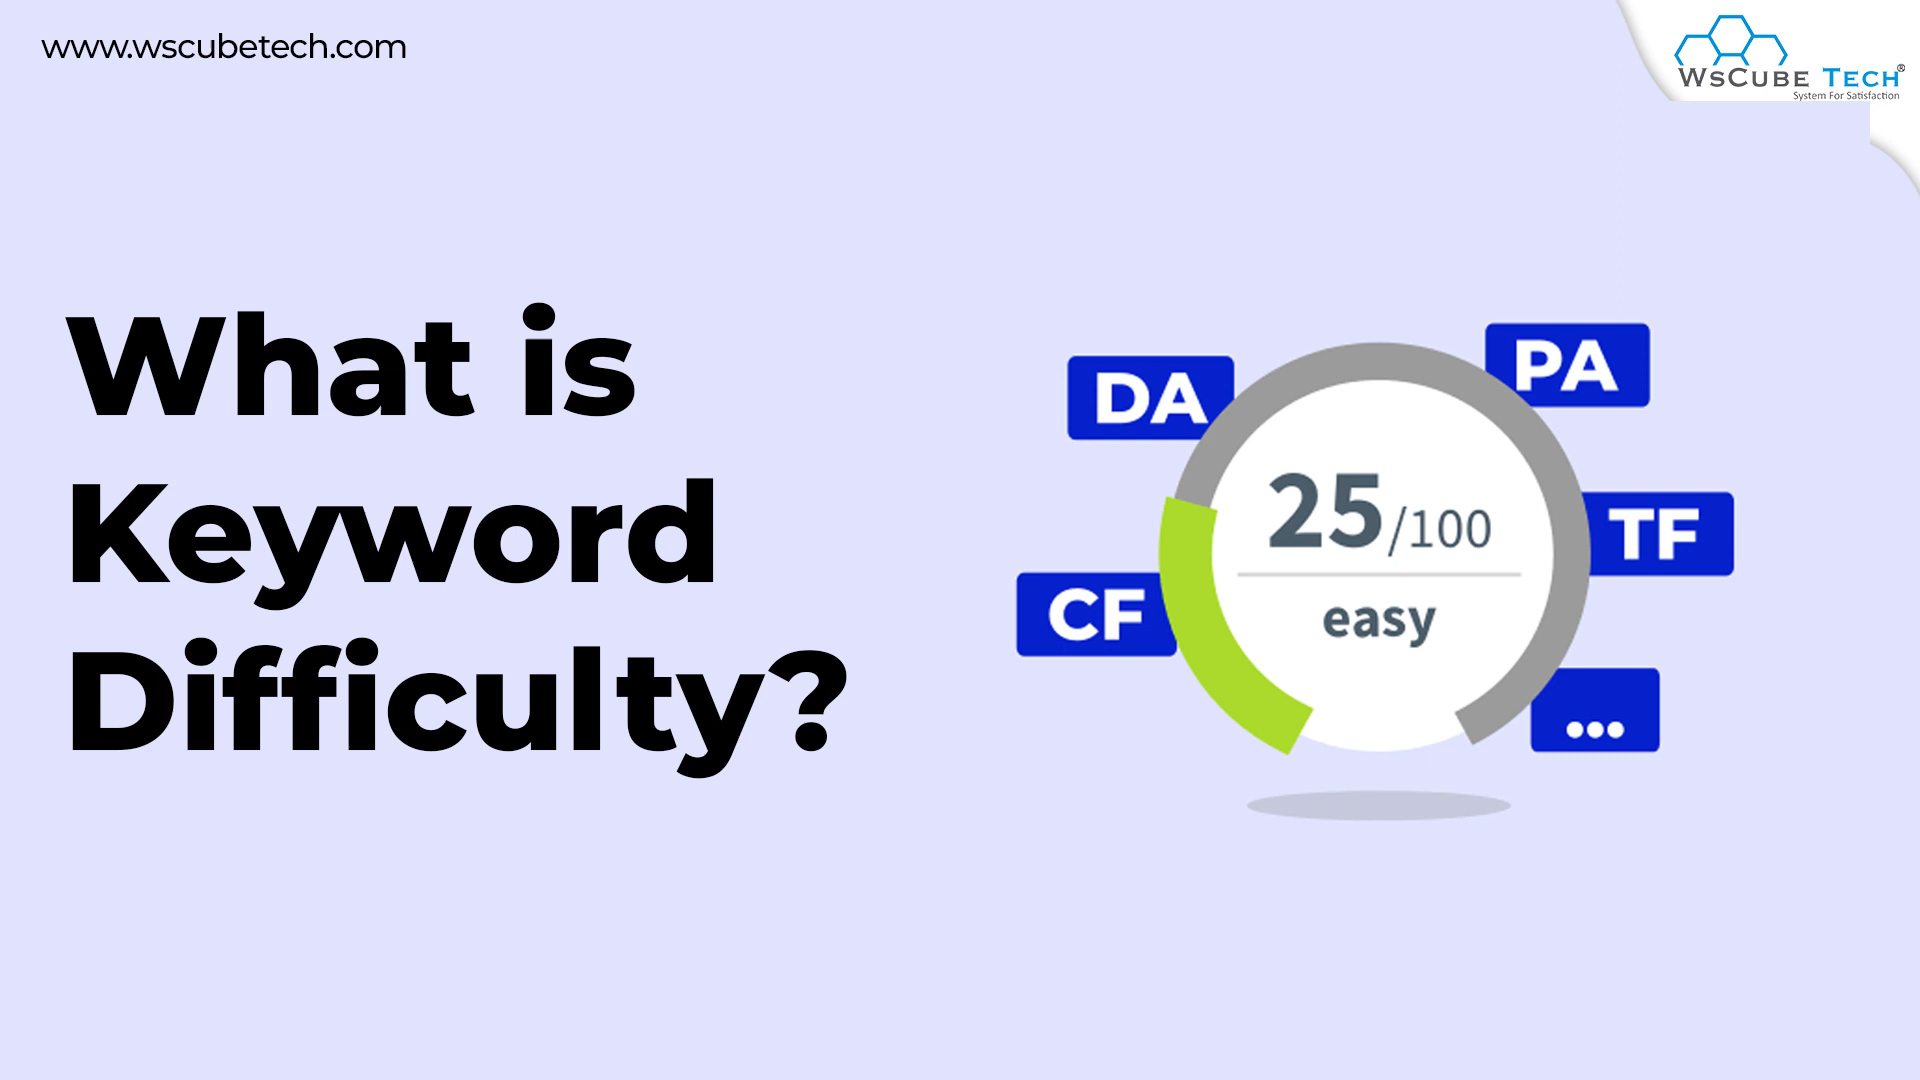 www.wscubetech.com
WsCube Tech®
System For Satisfaction
What is
Keyword
Difficulty?
DA
PA
25/100
TF
easy
CF
...